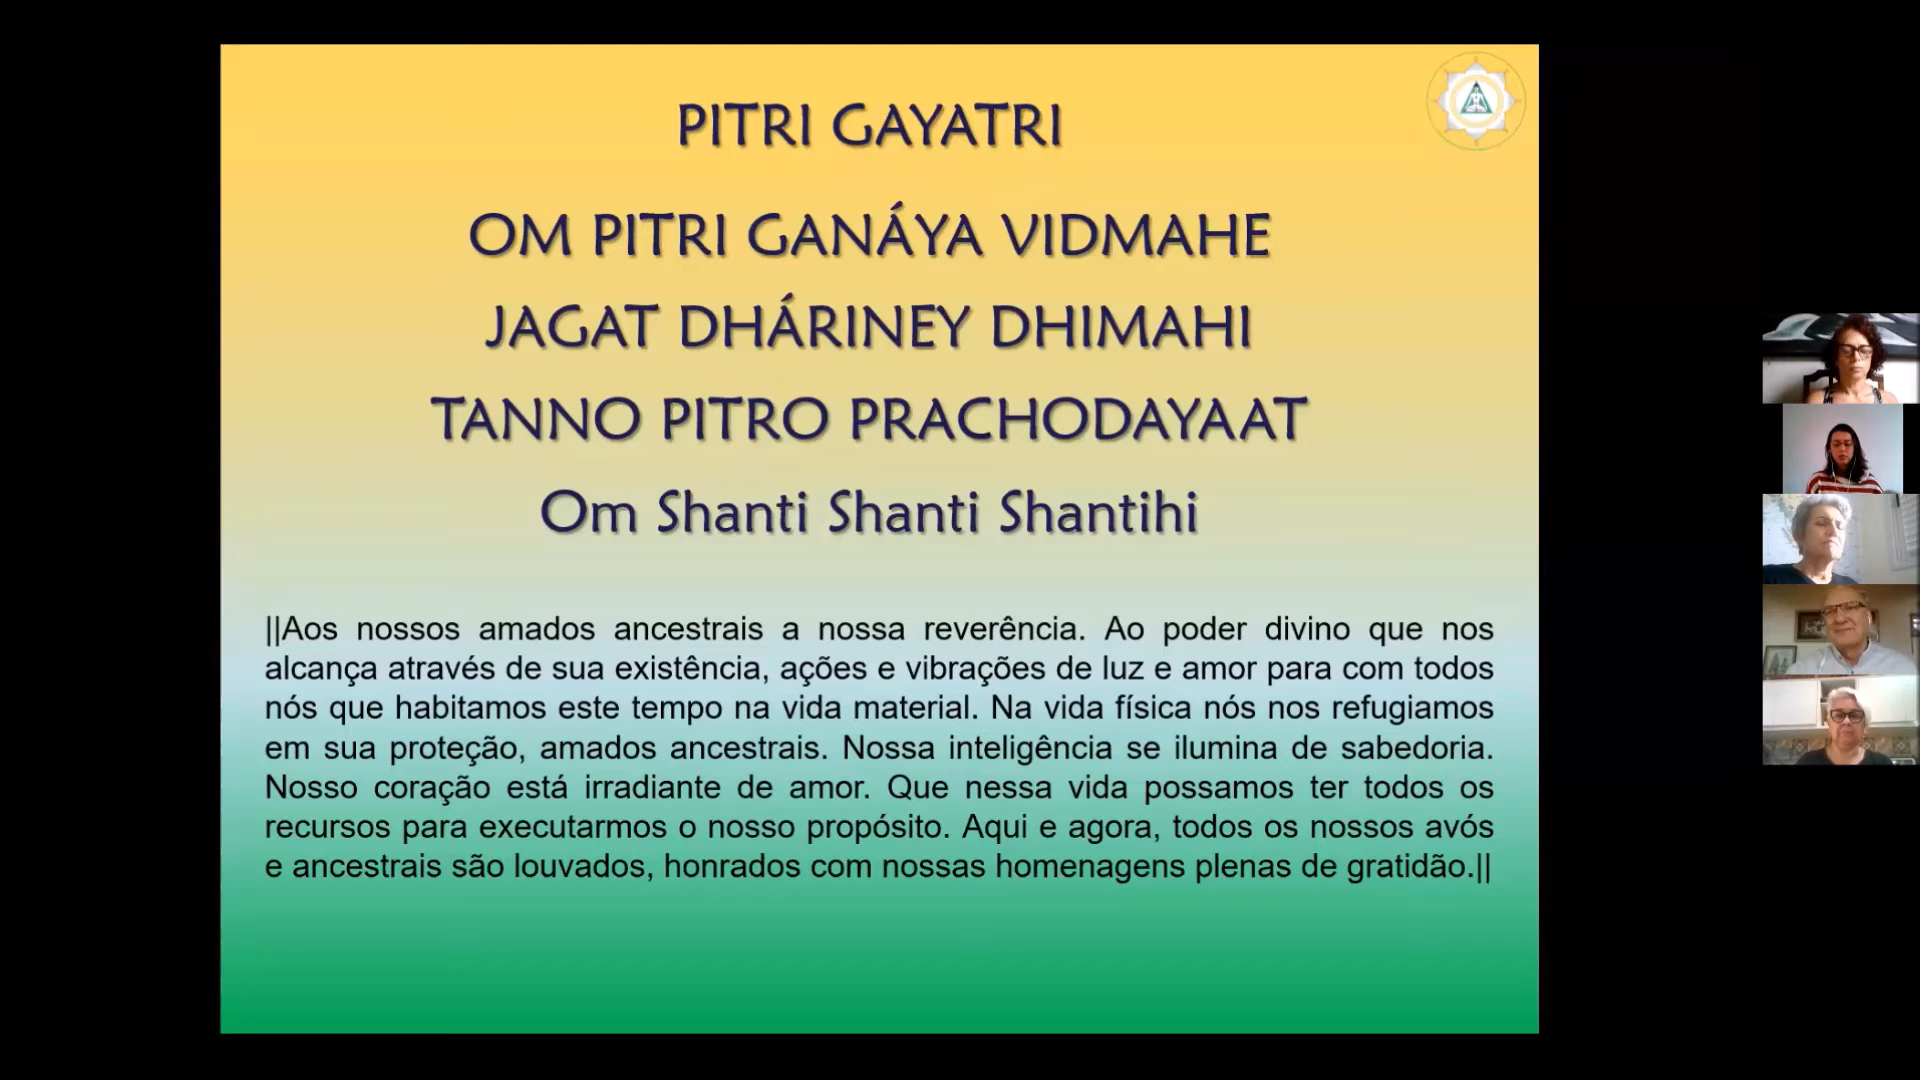 PITRI GAYATRI
OM PITRI GANÁYA VIDMAHE
JAGAT DHÁRINEY DHIMAHI
TANNO PITRO PRACHODAYAAT
Om Shanti Shanti Shantihi
||Aos nossos amados ancestrais a nossa reverência. Ao poder divino que nos
alcança através de sua existência, ações e vibrações de luz e amor para com todos
nós que habitamos este tempo na vida material. Na vida física nós nos refugiamos
em sua proteção, amados ancestrais. Nossa inteligência se ilumina de sabedoria.
Nosso coração está irradiante de amor. Que nessa vida possamos ter todos os
recursos para executarmos o nosso propósito. Aqui e agora, todos os nossos avós
e ancestrais são louvados, honrados com nossas homenagens plenas de gratidão.||